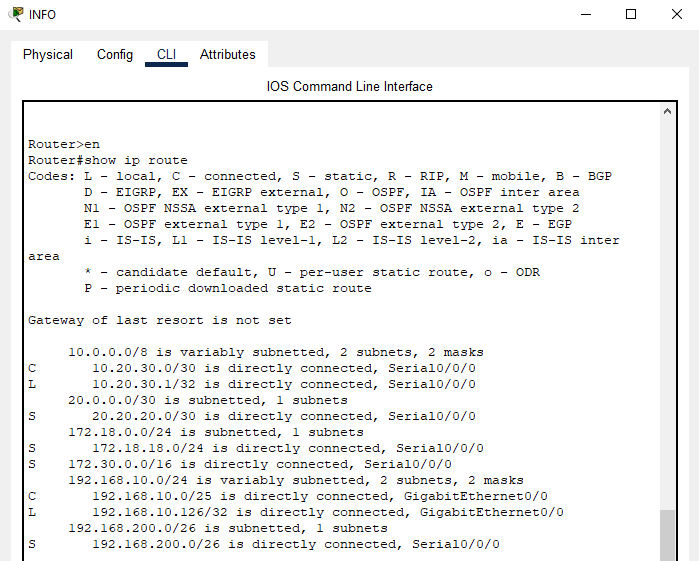 INFO
Physical Config CLI Attributes
IOS Command Line Interface
Router>en
Router#show ip route
Codes: L - local, C - connected, S - static, R - RIP, M - mobile, B - BGP
       D - EIGRP, EX - EIGRP external, O - OSPF, IA - OSPF inter area
       N1 - OSPF NSSA external type 1, N2 - OSPF NSSA external type 2
       E1 - OSPF external type 1, E2 - OSPF external type 2, E - EGP
       i - IS-IS, L1 - IS-IS level-1, L2 - IS-IS level-2, ia - IS-IS inter
area
       * - candidate default, U - per-user static route, o - ODR
       P - periodic downloaded static route
Gateway of last resort is not set
     10.0.0.0/8 is variably subnetted, 2 subnets, 2 masks
C       10.20.30.0/30 is directly connected, Serial0/0/0
L       10.20.30.1/32 is directly connected, Serial0/0/0
     20.0.0.0/30 is subnetted, 1 subnets
S       20.20.20.0/30 is directly connected, Serial0/0/0
     172.18.0.0/24 is subnetted, 1 subnets
S       172.18.18.0/24 is directly connected, Serial0/0/0
S    172.30.0.0/16 is directly connected, Serial0/0/0
     192.168.10.0/24 is variably subnetted, 2 subnets, 2 masks
C       192.168.10.0/25 is directly connected, GigabitEthernet0/0
L       192.168.10.126/32 is directly connected, GigabitEthernet0/0
     192.168.200.0/26 is subnetted, 1 subnets
S       192.168.200.0/26 is directly connected, Serial0/0/0